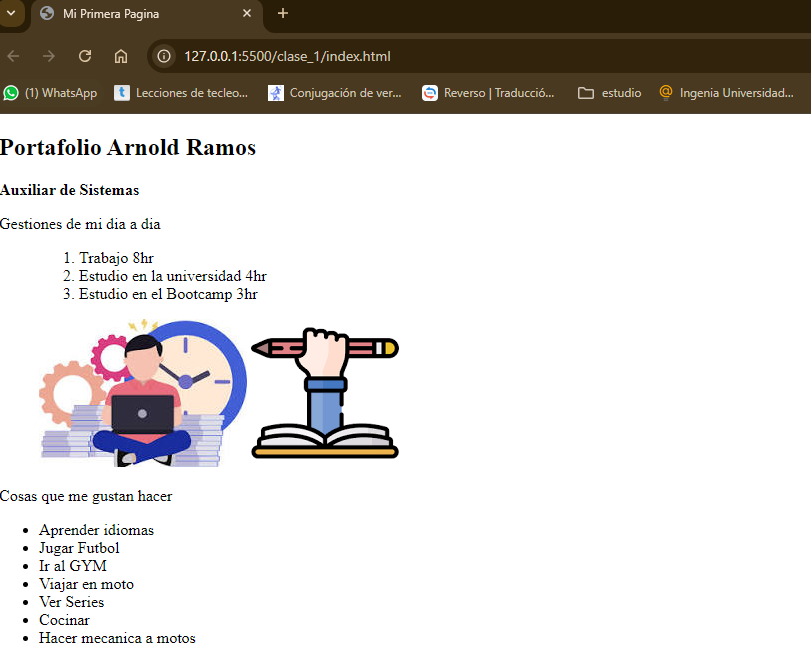 Mi Primera Pagina
127.0.0.1:5500/clase_1/index.html
(1) WhatsApp
t Lecciones de tecleo...
Conjugación de ver...
Reverso | Traducció...
estudio
Ingenia Universidad...
Portafolio Arnold Ramos
Auxiliar de Sistemas
Gestiones de mi dia a dia
1. Trabajo 8hr
2. Estudio en la universidad 4hr
3. Estudio en el Bootcamp 3hr
Cosas que me gustan hacer
• Aprender idiomas
• Jugar Futbol
• Ir al GYM
• Viajar en moto
• Ver Series
• Cocinar
• Hacer mecanica a motos